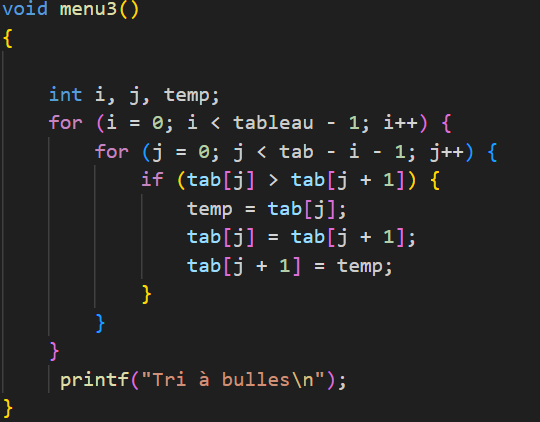 void menu3()
{
    int i, j, temp;
    for (i = 0; i < tableau - 1; i++) {
        for (j = 0; j < tab - i - 1; j++) {
            if (tab[j] > tab[j + 1]) {
                temp = tab[j];
                tab[j] = tab[j + 1];
                tab[j + 1] = temp;
            }
        }
    }
     printf("Tri à bulles\n");
}